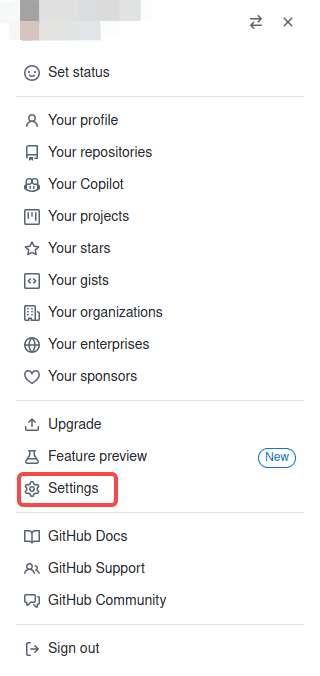 Set status
Your profile
Your repositories
Your Copilot
Your projects
Your stars
Your gists
Your organizations
Your enterprises
Your sponsors
Upgrade
Feature preview New
Settings
GitHub Docs
GitHub Support
GitHub Community
Sign out